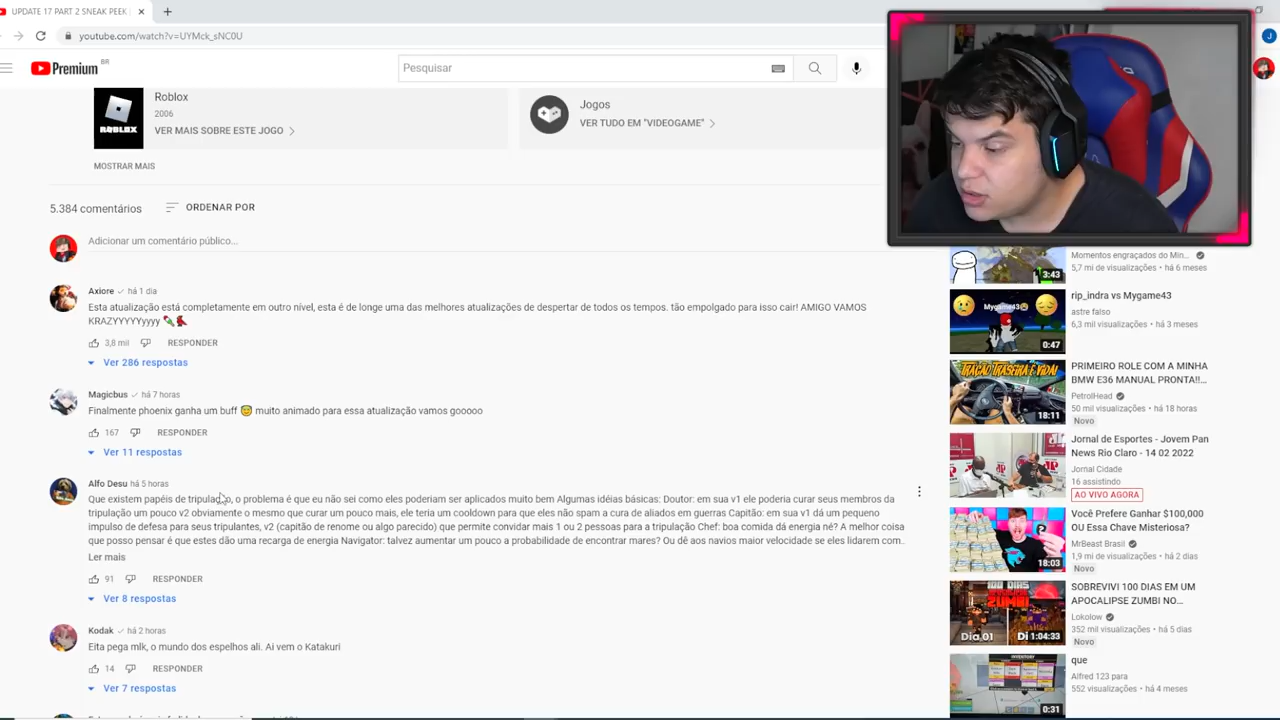 UPDATE 17 PART 2 SNEAK PEEK
youtube.com/watch?v=UYMck_sNC0U
J
Premium BR
Pesquisar
Roblox
2006
VER MAIS SOBRE ESTE JOGO
ROBLOX
Jogos
VER TUDO EM "VIDEOGAME"
MOSTRAR MAIS
5.384 comentários
ORDENAR POR
Adicionar um comentário público...
Axiore há 1 dia
Esta atualização está completamente em outro nível, esta é de longe uma das melhores atualizações de despertar de todos os tempos. tão empolgado para isso cair! AMIGO VAMOS
KRAZYYYYYyyyy
3,8 mil RESPONDER
Ver 286 respostas
Magicbus há 7 horas
Finalmente phoenix ganha um buff 😇 muito animado para essa atualização vamos gooooo
167 RESPONDER
Ver 11 respostas
Alfo Desu há 5 horas
Que existem papéis de tripulação, o problema é que eu não sei como eles poderiam ser aplicados muito bem Algumas idéias básicas: Doutor: em sua v1 ele poderia curar seus membros da
tripulação um pouco v2 obviamente o mesmo que curar um pouco mais, ele teria um cooldown para que eles não spam a cura de aliados em guerras Capitão: em sua v1 dá um pequeno
impulso de defesa para seus tripulantes, v2 (capitão de renome ou algo parecido) que permite convidar mais 1 ou 2 pessoas para a tripulação Chef: boa comida dá energia né? A melhor coisa
que posso pensar é que estes dão uma recarga de energia Navigator: talvez aumentar um pouco a probabilidade de encontrar mares? Ou dê aos navios maior velocidade se eles lidarem com...
Ler mais
91 RESPONDER
Ver 8 respostas
Kodak há 2 horas
Eita pega mlk, o mundo dos espelhos ali. Ai vem o Katakuri
14 RESPONDER
Ver 7 respostas
Momentos engraçados do Min...
5,7 mi de visualizações • há 6 meses
3:43
rip_indra vs Mygame43
astre falso
6,3 mil visualizações • há 3 meses
Mygame43
0:47
PRIMEIRO ROLE COM A MINHA
BMW E36 MANUAL PRONTA!!...
PetrolHead
50 mil visualizações • há 18 horas
Novo
TRAÇÃO TRASEIRA É VIDA!
18:11
Jornal de Esportes - Jovem Pan
News Rio Claro - 14 02 2022
Jornal Cidade
16 assistindo
AO VIVO AGORA
Você Prefere Ganhar $100,000
OU Essa Chave Misteriosa?
MrBeast Brasil
1,9 mi de visualizações • há 2 dias
Novo
18:03
SOBREVIVI 100 DIAS EM UM
APOCALIPSE ZUMBI NO...
Lokolow
352 mil visualizações • há 5 dias
Novo
100 DIAS
Dia.01
1:04:33
que
Alfred 123 para
552 visualizações • há 4 meses
INVENTORY
0:31